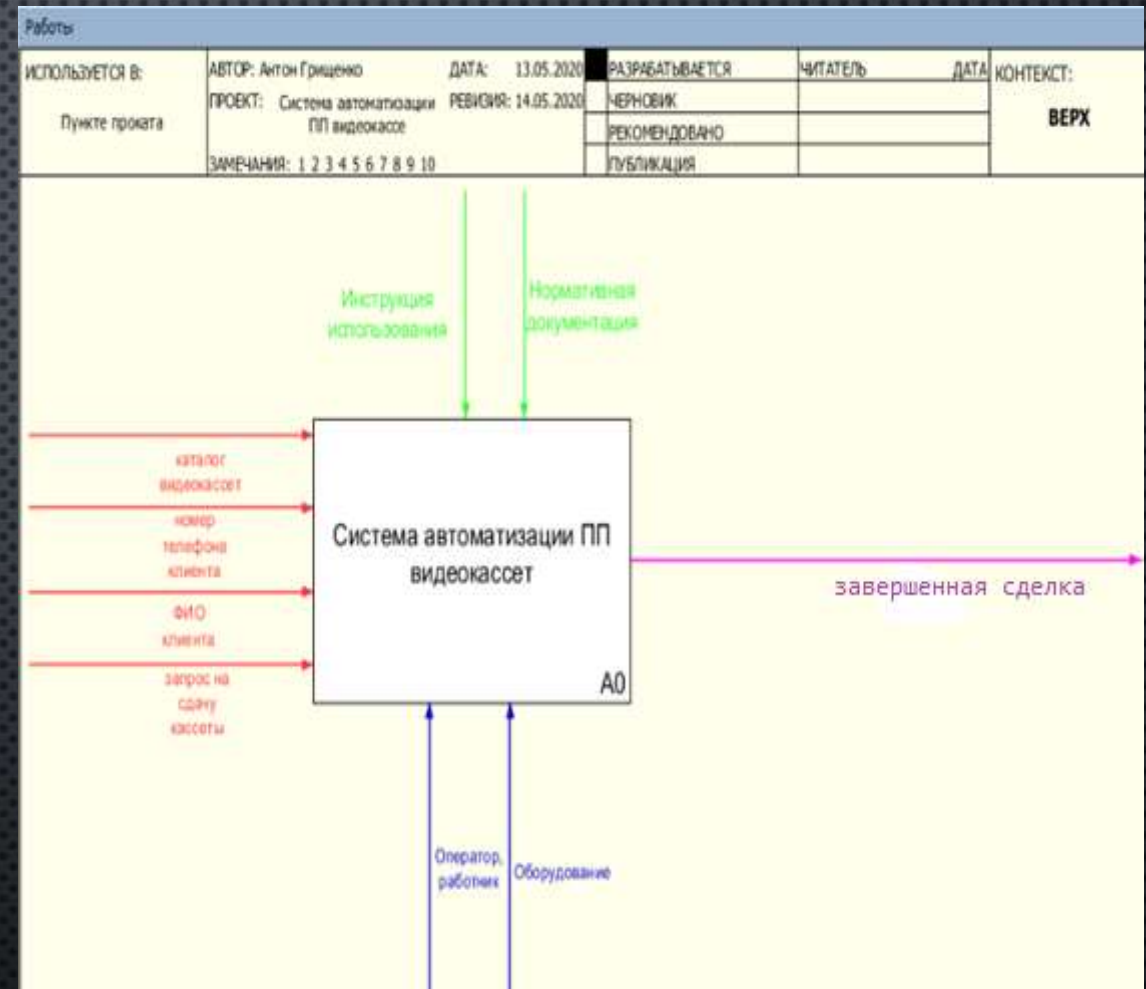 Работы
ИСПОЛЬЗУЕТСЯ В:
Пункте проката
АВТОР: Антон Грищенко
ДАТА: 13.05.2020
ПРОЕКТ: Система автоматизации
ПП видеокассе
РЕВИЗИЯ: 14.05.2020
ЗАМЕЧАНИЯ: 1 2 3 4 5 6 7 8 9 10
РАЗРАБАТЫВАЕТСЯ
ЧЕРНОВИК
РЕКОМЕНДОВАНО
ПУБЛИКАЦИЯ
ЧИТАТЕЛЬ
ДАТА
КОНТЕКСТ:
ВЕРХ
Инструкция
использования
Нормативная
документация
каталог
видеокассет
номер
телефона
клиента
ФИО
клиента
запрос на
сдачу
кассеты
Система автоматизации ПП
видеокассет
A0
завершенная сделка
Оператор,
работник
Оборудование